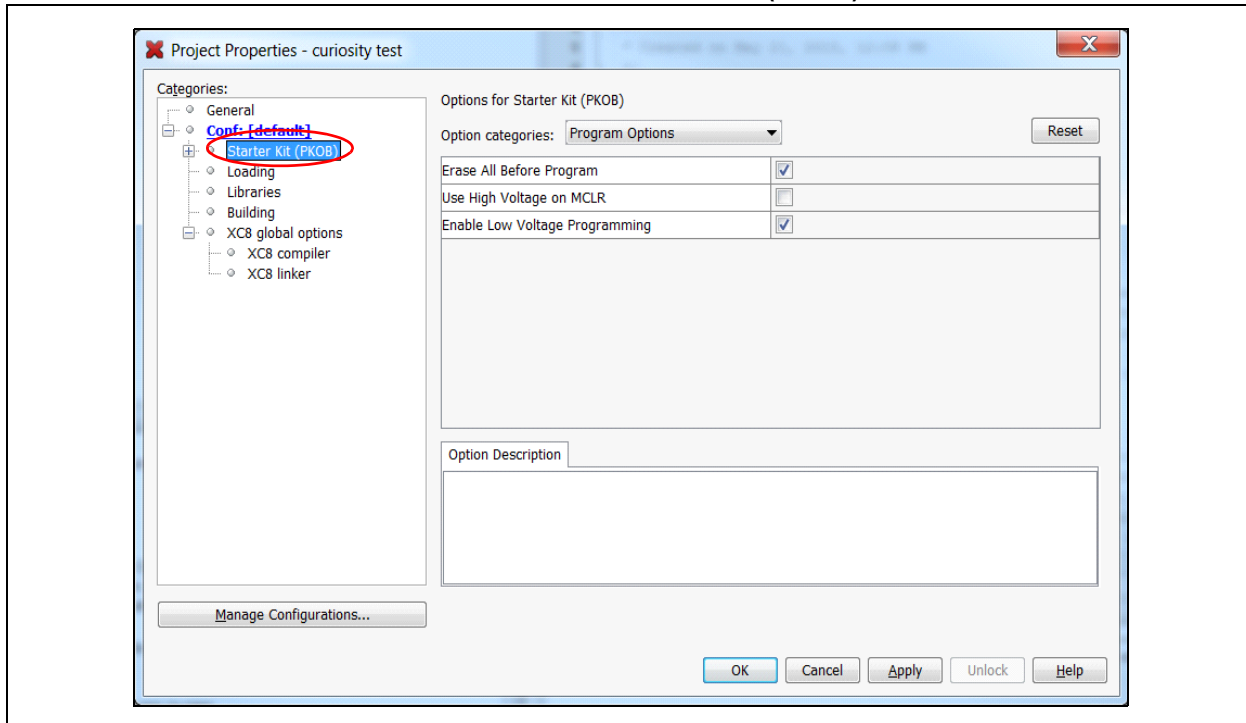 Project Properties - curiosity test
X
Categories:
General
Conf: [default]
Starter Kit (PKOB)
Loading
Libraries
Building
XC8 global options
XC8 compiler
XC8 linker
Manage Configurations...
Options for Starter Kit (PKOB)
Option categories: Program Options
Reset
Erase All Before Program
Use High Voltage on MCLR
Enable Low Voltage Programming
Option Description
OK Cancel Apply Unlock Help